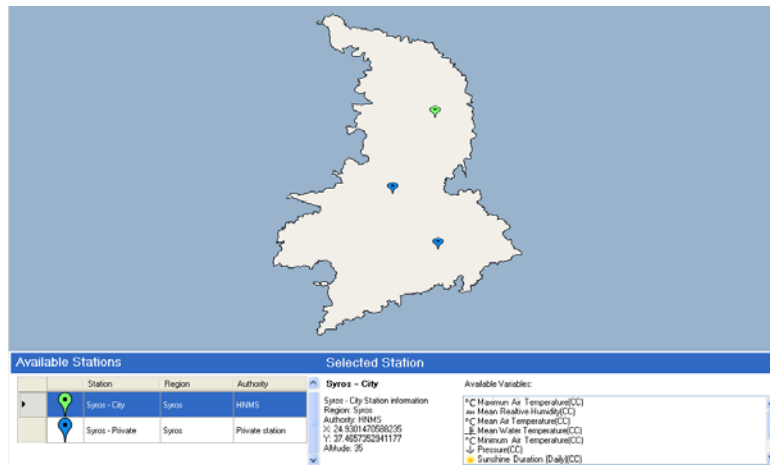 Available Stations
Selected Station
Station Region Authority
Syros - City Syros HNMS
Syros - Private Syros Private station
Syros - City
Syros - City Station information
Region: Syros
Authority: HNMS
X: 24.9301470588235
Y: 37.4657352941177
Altitude: 35
Available Variables:
°C Maximun Air Temperature(CC)
Mean Realtive Humidity(CC)
°C Mean Air Temperature(CC)
Mean Water Temperature(CC)
°C Minimum Air Temperature(CC)
Pressure(CC)
Sunshine Duration (Daily)(CC)